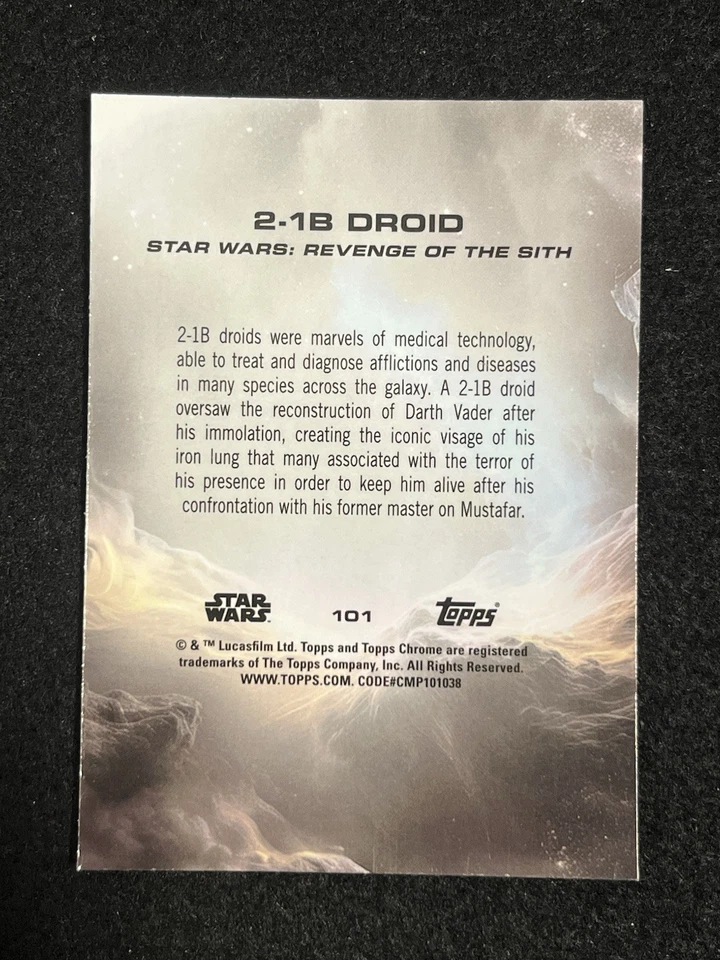 2-1B DROID
STAR WARS: REVENGE OF THE SITH
2-1B droids were marvels of medical technology,
able to treat and diagnose afflictions and diseases
in many species across the galaxy. A 2-1B droid
oversaw the reconstruction of Darth Vader after
his immolation, creating the iconic visage of his
iron lung that many associated with the terror of
his presence in order to keep him alive after his
confrontation with his former master on Mustafar.
STAR WARS 101 topps®
© & ™ Lucasfilm Ltd. Topps and Topps Chrome are registered
trademarks of The Topps Company, Inc. All Rights Reserved.
WWW.TOPPS.COM. CODE#CMP101038